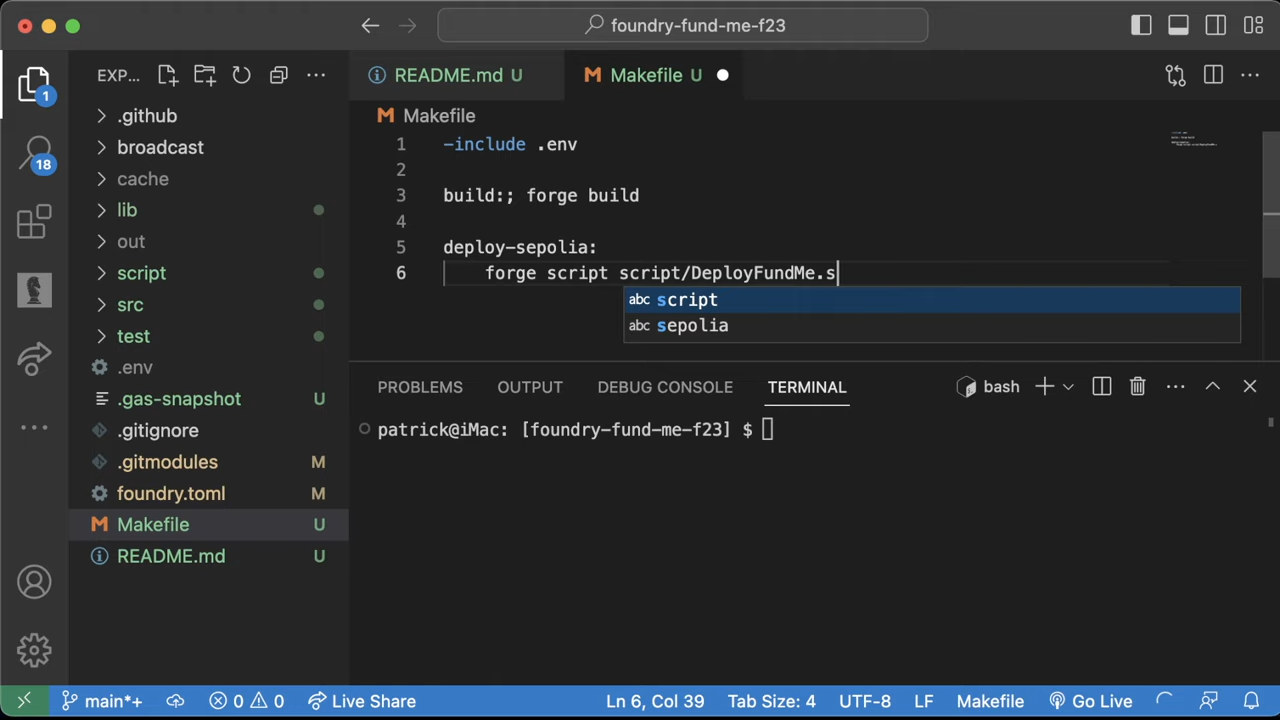 foundry-fund-me-f23
EXP...
README.md U
Makefile U
Makefile
1 -include .env
2
3 build:; forge build
4
5 deploy-sepolia:
6 forge script script/DeployFundMe.s
abc script
abc sepolia
1
18
.github
broadcast
cache
lib
out
script
src
test
.env
.gas-snapshot U
.gitignore
.gitmodules M
foundry.toml M
Makefile U
README.md U
PROBLEMS OUTPUT DEBUG CONSOLE TERMINAL bash
patrick@iMac: [foundry-fund-me-f23] $
main*+ 0 0 Live Share Ln 6, Col 39 Tab Size: 4 UTF-8 LF Makefile Go Live